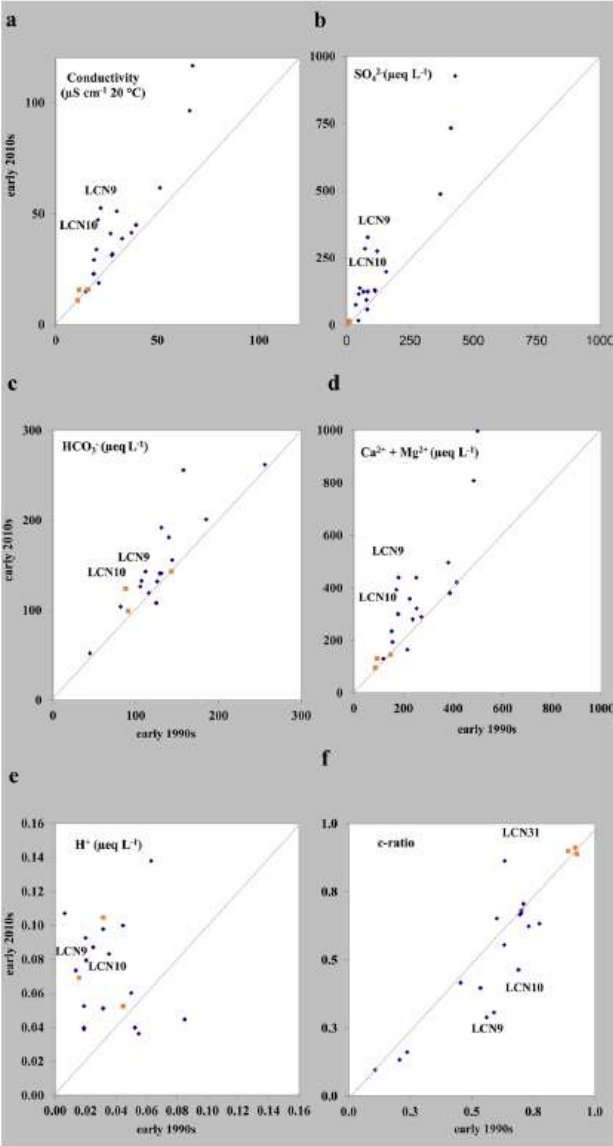 a
Conductivity
(µS cm⁻¹ 20 °C)
early 2010s
100
50
0
LCN9
LCN10
0 50 100
b
SO₄²⁻(µeq L⁻¹)
1000
750
500
250
0
LCN9
LCN10
0 250 500 750 1000
c
HCO₃⁻ (µeq L⁻¹)
early 2010s
300
200
100
0
LCN9
LCN10
0 100 200 300
early 1990s
d
Ca²⁺ + Mg²⁺ (µeq L⁻¹)
1000
800
600
400
200
0
LCN9
LCN10
0 200 400 600 800 1000
early 1990s
e
H⁺ (µeq L⁻¹)
early 2010s
0.16
0.14
0.12
0.10
0.08
0.06
0.04
0.02
0.00
LCN9
LCN10
0.00 0.02 0.04 0.06 0.08 0.10 0.12 0.14 0.16
early 1990s
f
c-ratio
1.0
0.8
0.5
0.3
0.0
LCN31
LCN10
LCN9
0.0 0.3 0.5 0.8 1.0
early 1990s